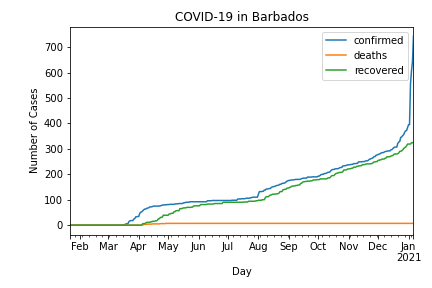 COVID-19 in Barbados
confirmed
deaths
recovered
Number of Cases
700
600
500
400
300
200
100
0
Feb Mar Apr May Jun Jul Aug Sep Oct Nov Dec Jan
2021
Day